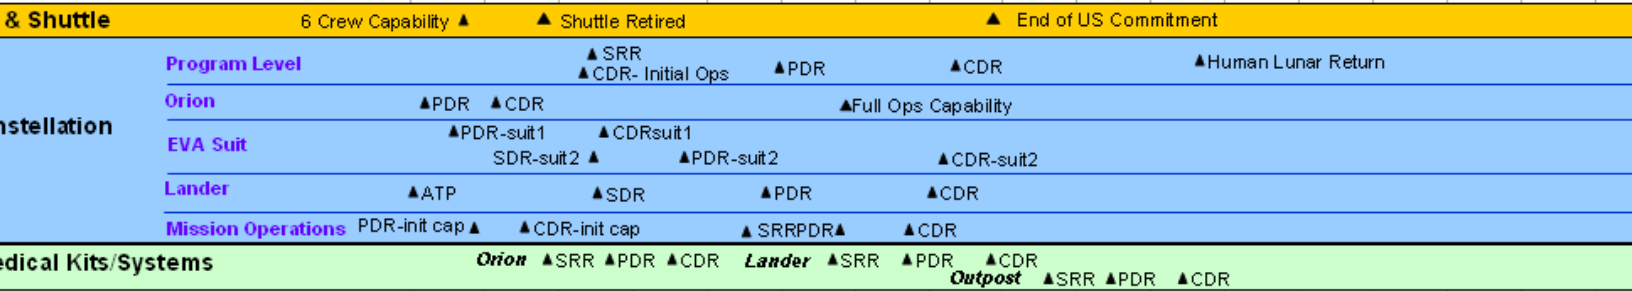 & Shuttle 6 Crew Capability ▲ ▲ Shuttle Retired ▲ End of US Commitment
▲SRR
Program Level ▲CDR- Initial Ops ▲PDR ▲CDR ▲Human Lunar Return
Orion ▲PDR ▲CDR ▲Full Ops Capability
nstellation
EVA Suit ▲PDR-suit1 ▲CDRsuit1
SDR-suit2 ▲ ▲PDR-suit2 ▲CDR-suit2
Lander ▲ATP ▲SDR ▲PDR ▲CDR
Mission Operations PDR-init cap▲ ▲CDR-init cap ▲ SRRPDR▲ ▲CDR
edical Kits/Systems Orion ▲SRR ▲PDR ▲CDR Lander ▲SRR ▲PDR ▲CDR
Outpost ▲SRR ▲PDR ▲CDR